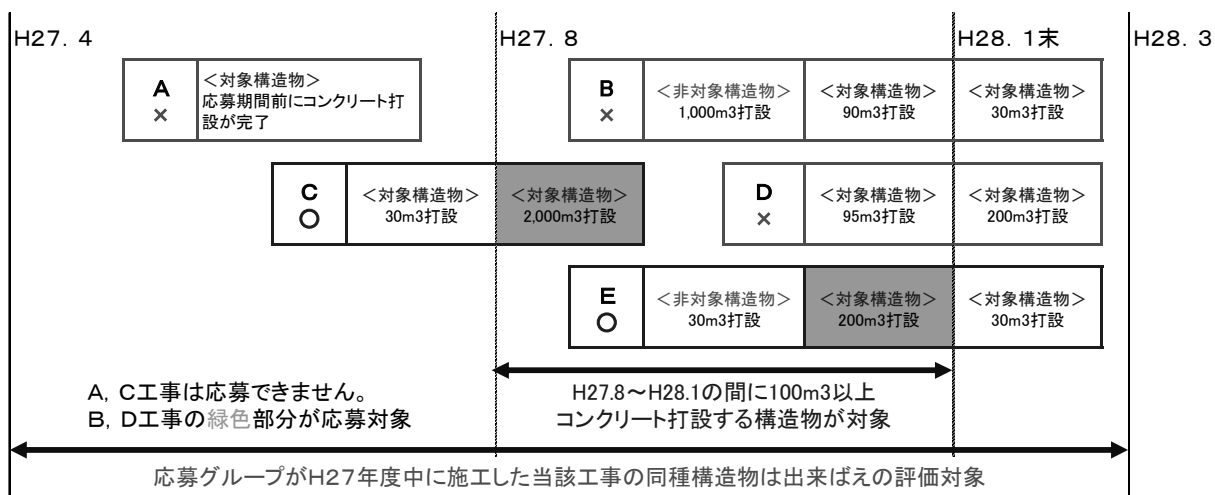 H27．4
H27．8
H28．1末
H28．3
A
×
＜対象構造物＞
応募期間前にコンクリート打
設が完了
B
×
＜非対象構造物＞
1,000m3打設
＜対象構造物＞
90m3打設
＜対象構造物＞
30m3打設
C
○
＜対象構造物＞
30m3打設
＜対象構造物＞
2,000m3打設
D
×
＜対象構造物＞
95m3打設
＜対象構造物＞
200m3打設
E
○
＜非対象構造物＞
30m3打設
＜対象構造物＞
200m3打設
＜対象構造物＞
30m3打設
A，C工事は応募できません。
B，D工事の緑色部分が応募対象
H27.8～H28.1の間に100m3以上
コンクリート打設する構造物が対象
応募グループがH27年度中に施工した当該工事の同種構造物は出来ばえの評価対象